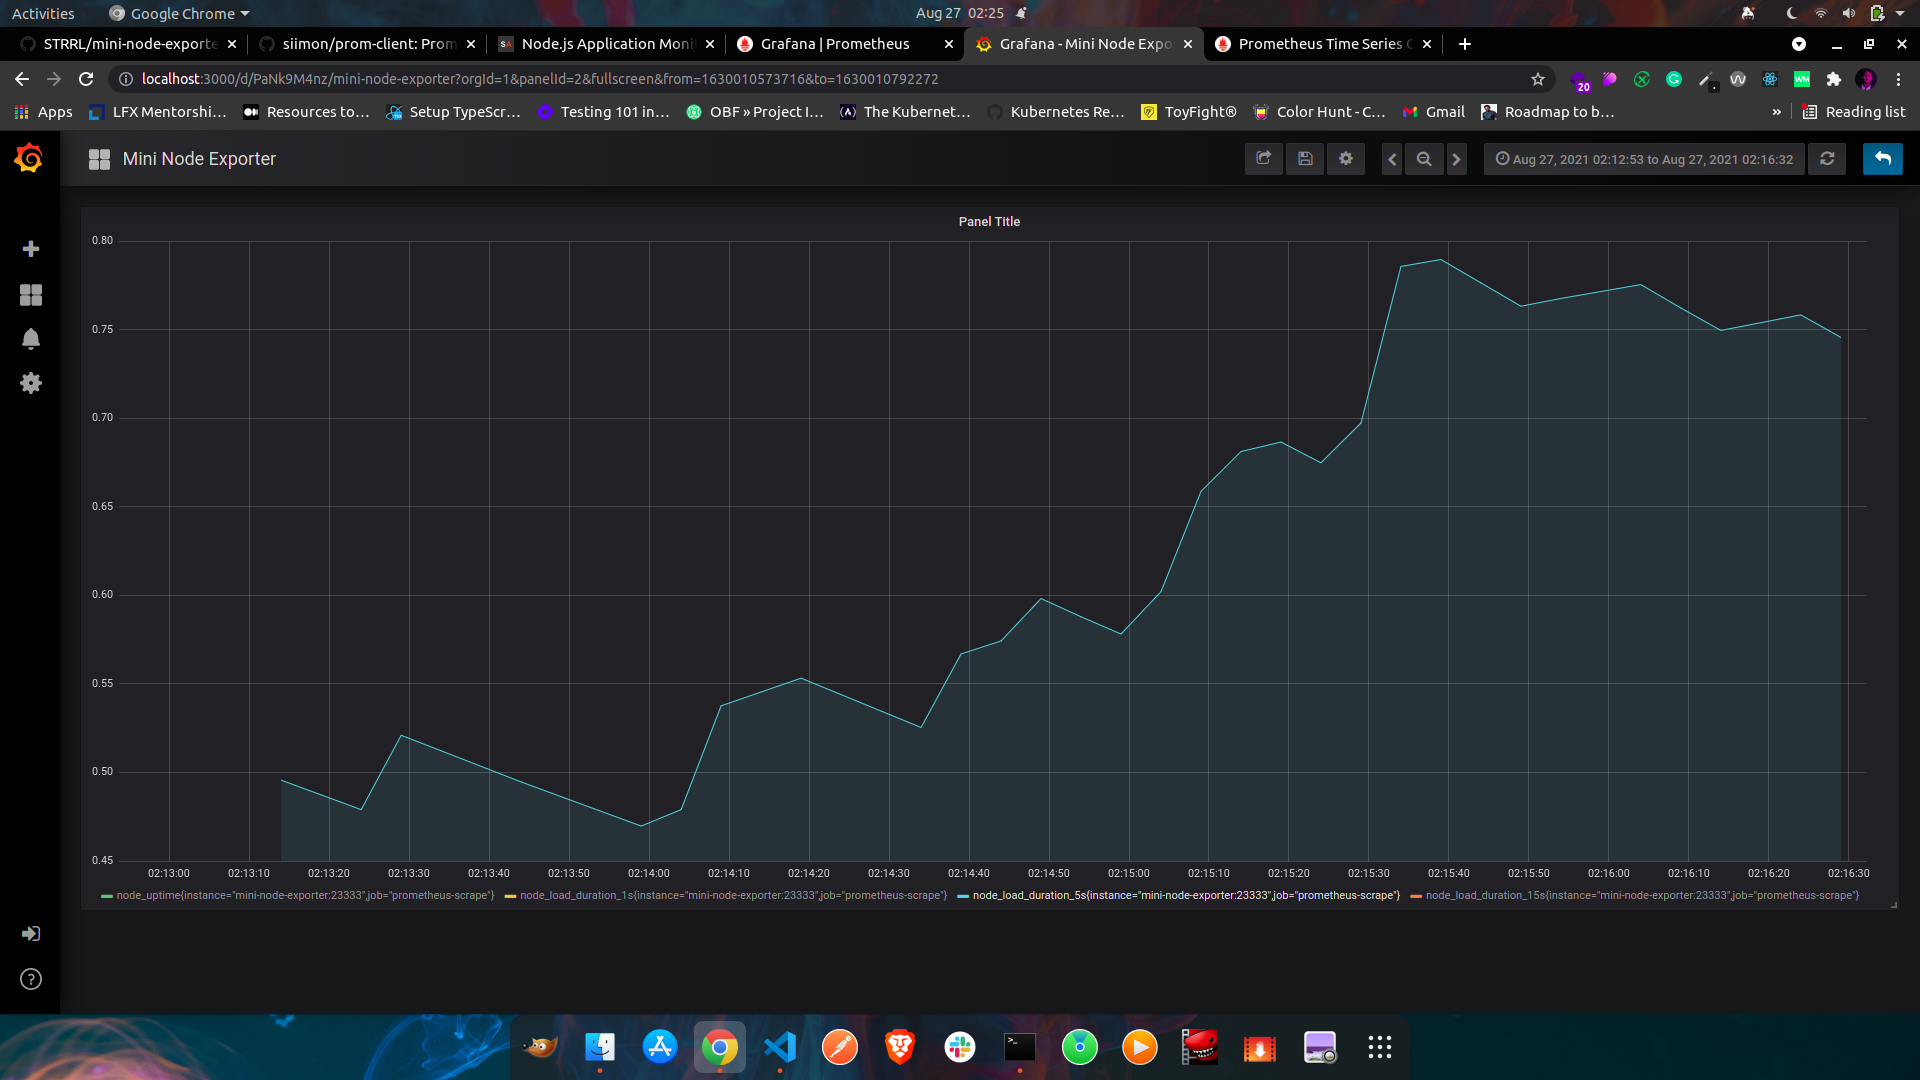 Activities
Google Chrome
Aug 27 02:25
STRRL/mini-node-exporte
siimon/prom-client: Prom
Node.js Application Moni
Grafana | Prometheus
Grafana - Mini Node Expo
Prometheus Time Series C
localhost:3000/d/PaNk9M4nz/mini-node-exporter?orgId=1&panelId=2&fullscreen&from=1630010573716&to=1630010792272
20
Apps
LFX Mentorshi…
Resources to…
Setup TypeScr…
Testing 101 in…
OBF » Project I…
The Kubernet…
Kubernetes Re…
ToyFight®
Color Hunt - C…
Gmail
Roadmap to b…
»
Reading list
Mini Node Exporter
Aug 27, 2021 02:12:53 to Aug 27, 2021 02:16:32
Panel Title
0.80
0.75
0.70
0.65
0.60
0.55
0.50
0.45
02:13:00 02:13:10 02:13:20 02:13:30 02:13:40 02:13:50 02:14:00 02:14:10 02:14:20 02:14:30 02:14:40 02:14:50 02:15:00 02:15:10 02:15:20 02:15:30 02:15:40 02:15:50 02:16:00 02:16:10 02:16:20 02:16:30
node_uptime{instance="mini-node-exporter:23333",job="prometheus-scrape"}
node_load_duration_1s{instance="mini-node-exporter:23333",job="prometheus-scrape"}
node_load_duration_5s{instance="mini-node-exporter:23333",job="prometheus-scrape"}
node_load_duration_15s{instance="mini-node-exporter:23333",job="prometheus-scrape"}